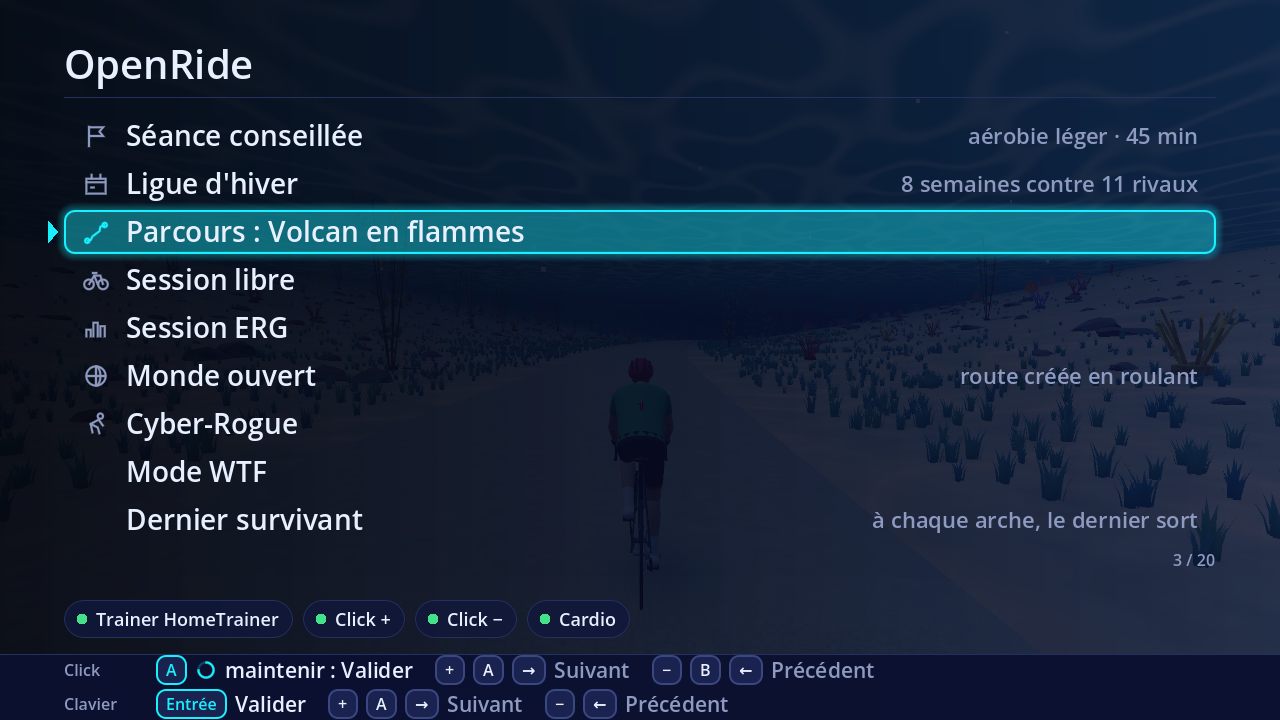 OpenRide
Séance conseillée aérobie léger · 45 min
Ligue d'hiver 8 semaines contre 11 rivaux
Parcours : Volcan en flammes
Session libre
Session ERG
Monde ouvert route créée en roulant
Cyber-Rogue
Mode WTF
Dernier survivant à chaque arche, le dernier sort
3 / 20
Trainer HomeTrainer Click + Click − Cardio
Click A maintenir : Valider + A → Suivant − B ← Précédent
Clavier Entrée Valider + A → Suivant − ← Précédent